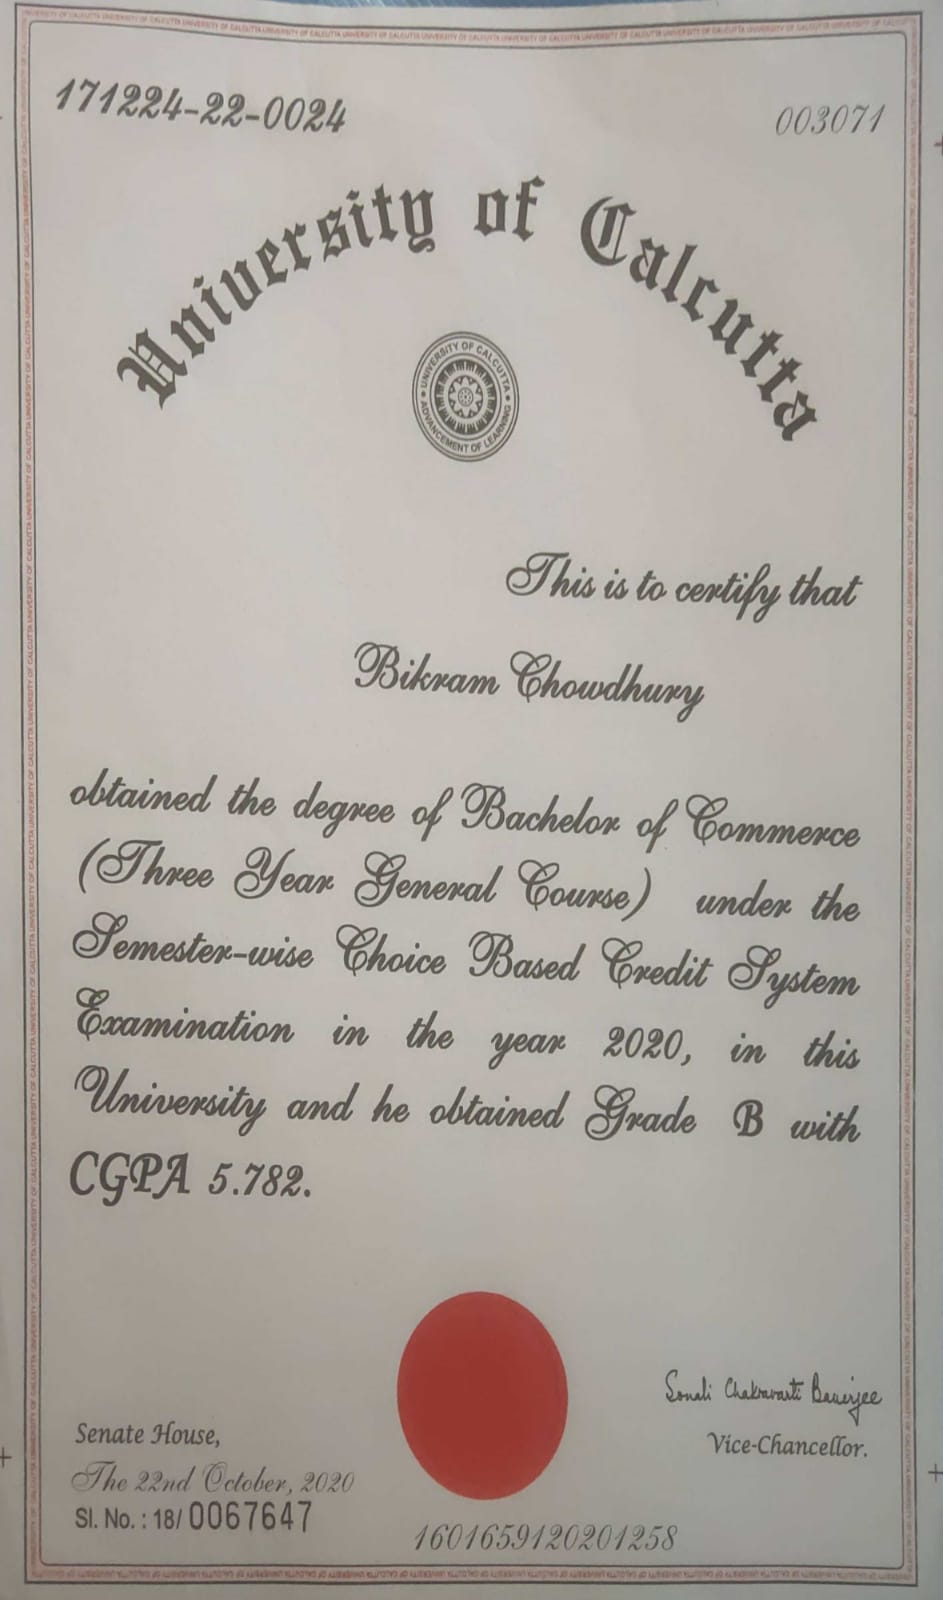 171224-22-0024
003071
University of Calcutta
UNIVERSITY OF CALCUTTA
ADVANCEMENT OF LEARNING
This is to certify that
Bikram Chowdhury
obtained the degree of Bachelor of Commerce
(Three Year General Course) under the
Semester-wise Choice Based Credit System
Examination in the year 2020, in this
University and he obtained Grade B with
CGPA 5.782.
Sonali Chakravarti Banerjee
Vice-Chancellor.
Senate House,
The 22nd October, 2020
Sl. No. : 18/ 0067647
1601659120201258